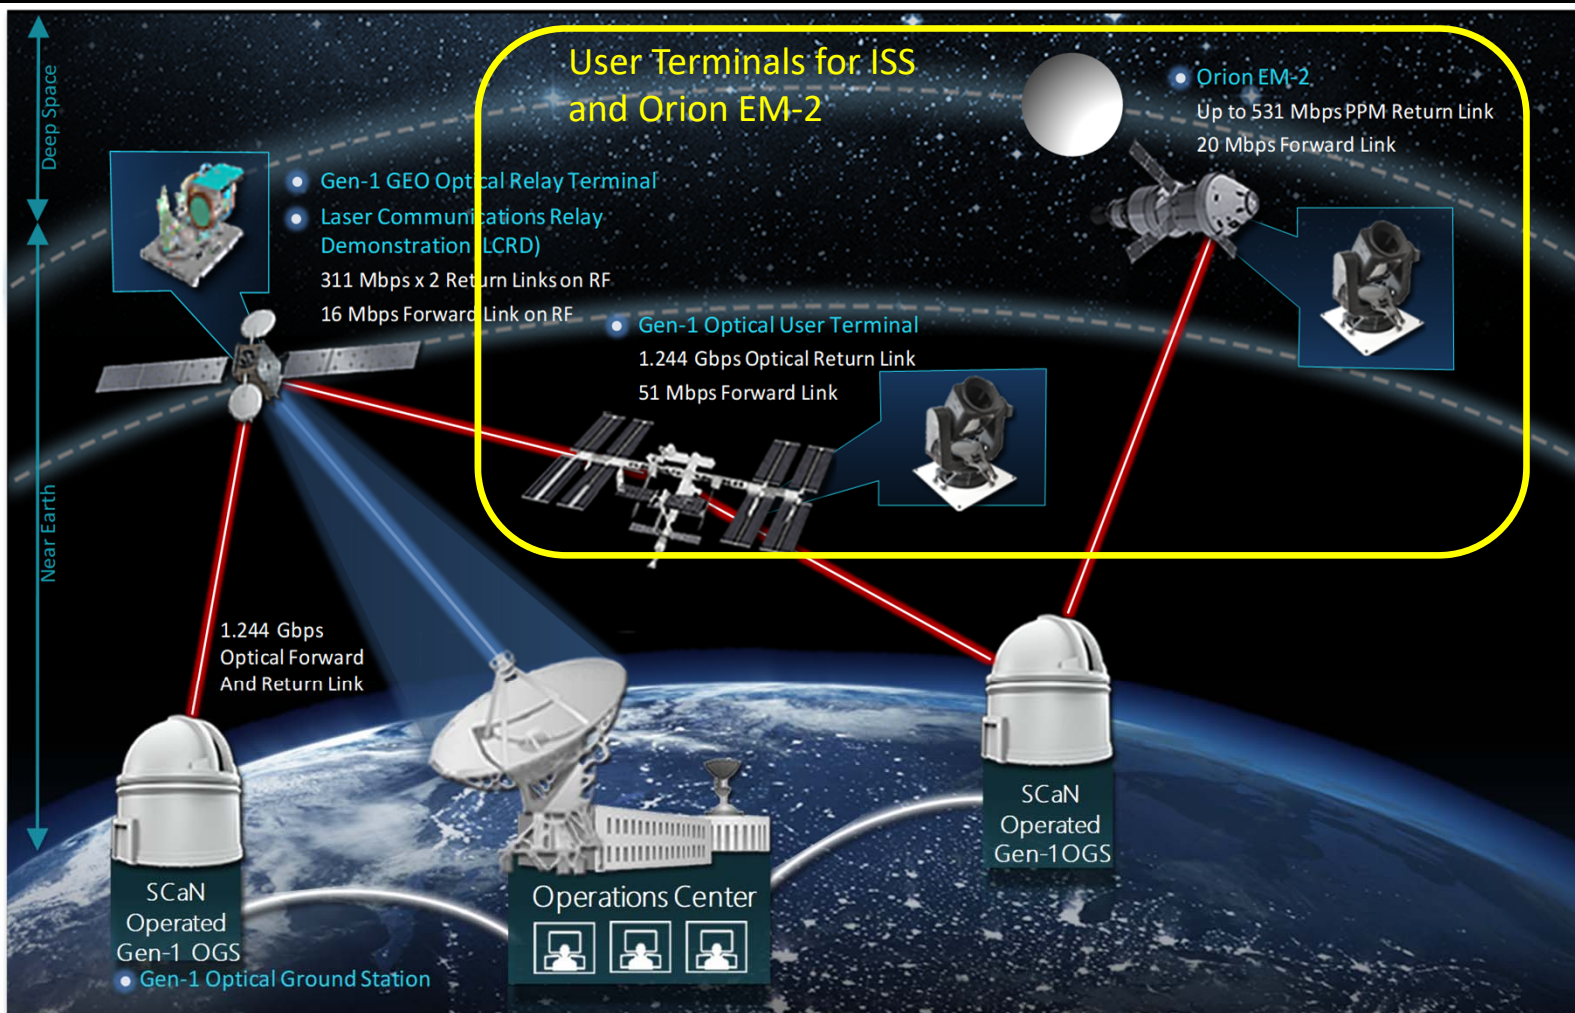 User Terminals for ISS
and Orion EM-2
Orion EM-2
Up to 531 Mbps PPM Return Link
20 Mbps Forward Link
Deep Space
Gen-1 GEO Optical Relay Terminal
Laser Communications Relay
Demonstration (LCRD)
311 Mbps x 2 Return Links on RF
16 Mbps Forward Link on RF
Gen-1 Optical User Terminal
1.244 Gbps Optical Return Link
51 Mbps Forward Link
Near Earth
1.244 Gbps
Optical Forward
And Return Link
SCaN
Operated
Gen-1 OGS
SCaN
Operated
Gen-1 OGS
Operations Center
Gen-1 Optical Ground Station